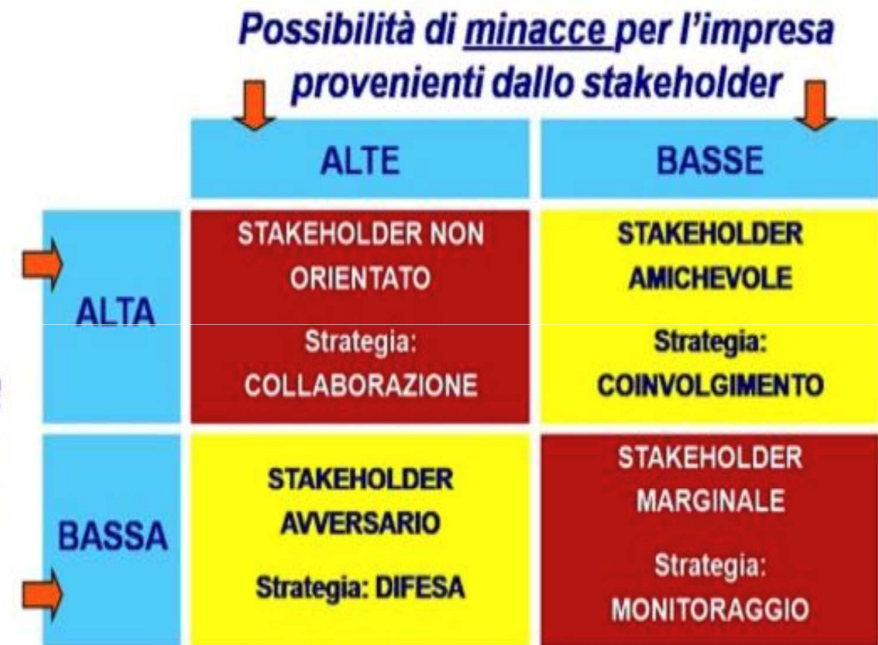 Possibilità di minacce per l'impresa
provenienti dallo stakeholder
ALTE
BASSE
ALTA
STAKEHOLDER NON
ORIENTATO
Strategia:
COLLABORAZIONE
STAKEHOLDER
AMICHEVOLE
Strategia:
COINVOLGIMENTO
BASSA
STAKEHOLDER
AVVERSARIO
Strategia: DIFESA
STAKEHOLDER
MARGINALE
Strategia:
MONITORAGGIO